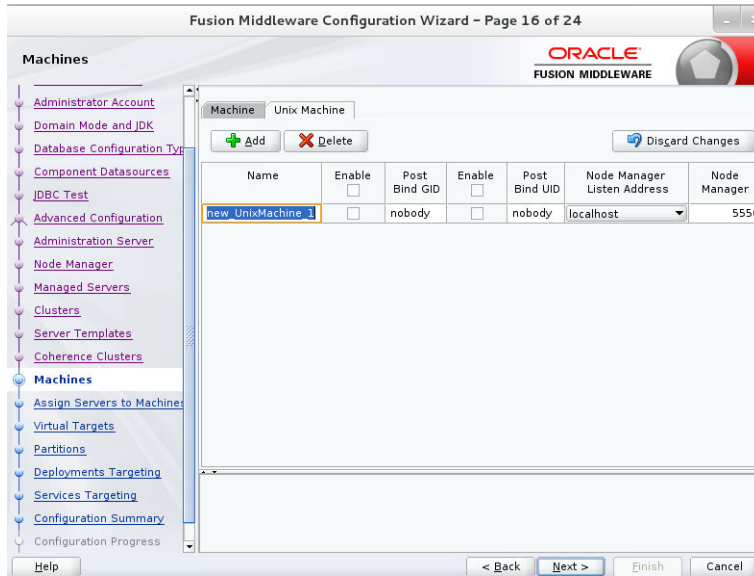 Fusion Middleware Configuration Wizard - Page 16 of 24
Machines
ORACLE
FUSION MIDDLEWARE
Administrator Account
Domain Mode and JDK
Database Configuration Typ
Component Datasources
JDBC Test
Advanced Configuration
Administration Server
Node Manager
Managed Servers
Clusters
Server Templates
Coherence Clusters
Machines
Assign Servers to Machines
Virtual Targets
Partitions
Deployments Targeting
Services Targeting
Configuration Summary
Configuration Progress
Machine Unix Machine
Add Delete Discard Changes
Name Enable Post Bind GID Enable Post Bind UID Node Manager Listen Address Node Manager
new_UnixMachine_1 nobody nobody localhost 555
Help < Back Next > Finish Cancel